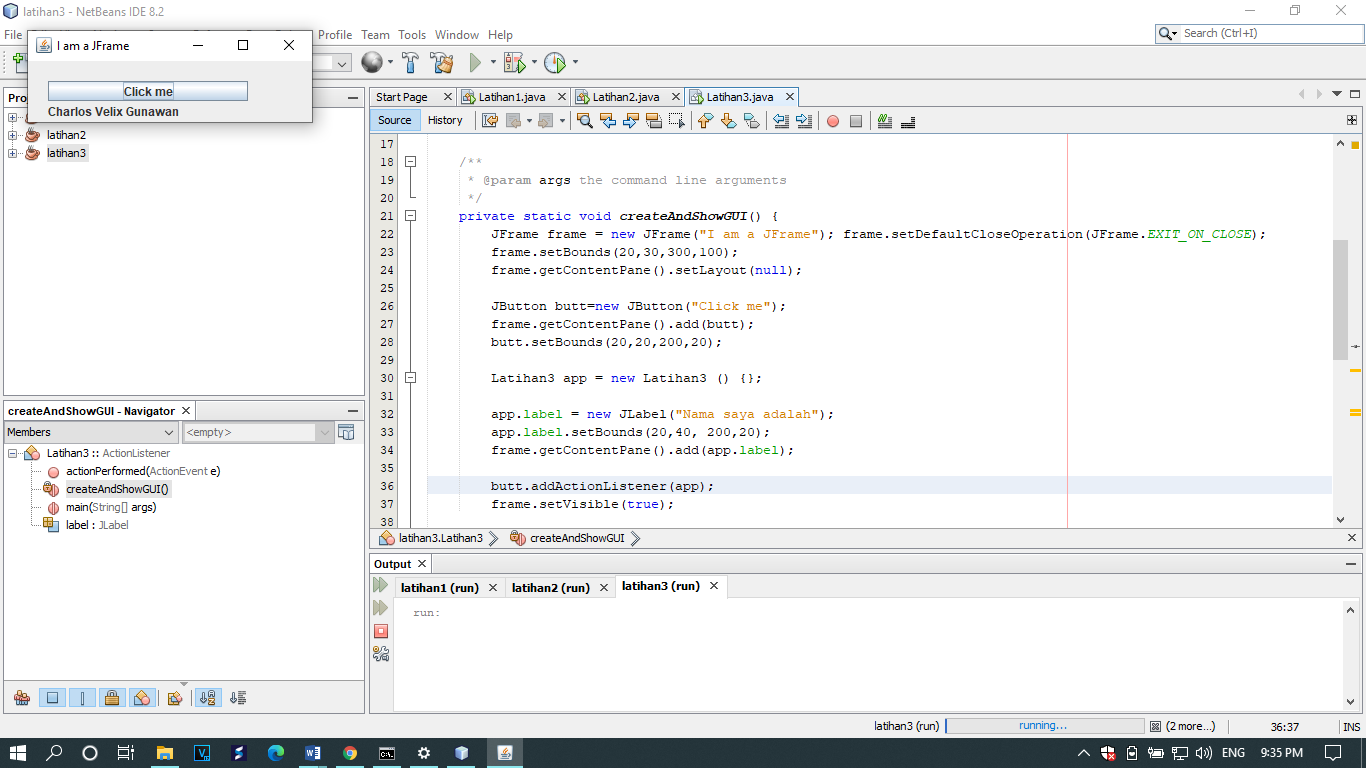 latihan3 - NetBeans IDE 8.2
File
Profile Team Tools Window Help
Search (Ctrl+I)
I am a JFrame
Click me
Charlos Velix Gunawan
latihan2
latihan3
Start Page
Latihan1.java
Latihan2.java
Latihan3.java
Source
History
17
18 /**
19 * @param args the command line arguments
20 */
21 private static void createAndShowGUI() {
22 JFrame frame = new JFrame("I am a JFrame"); frame.setDefaultCloseOperation(JFrame.EXIT_ON_CLOSE);
23 frame.setBounds(20,30,300,100);
24 frame.getContentPane().setLayout(null);
25
26 JButton butt=new JButton("Click me");
27 frame.getContentPane().add(butt);
28 butt.setBounds(20,20,200,20);
29
30 Latihan3 app = new Latihan3 () {};
31
32 app.label = new JLabel("Nama saya adalah");
33 app.label.setBounds(20,40, 200,20);
34 frame.getContentPane().add(app.label);
35
36 butt.addActionListener(app);
37 frame.setVisible(true);
38
latihan3.Latihan3
createAndShowGUI
createAndShowGUI - Navigator
Members
<empty>
Latihan3 :: ActionListener
actionPerformed(ActionEvent e)
createAndShowGUI()
main(String[] args)
label : JLabel
Output
latihan1 (run)
latihan2 (run)
latihan3 (run)
run:
latihan3 (run)
running...
(2 more...)
36:37
INS
ENG
9:35 PM